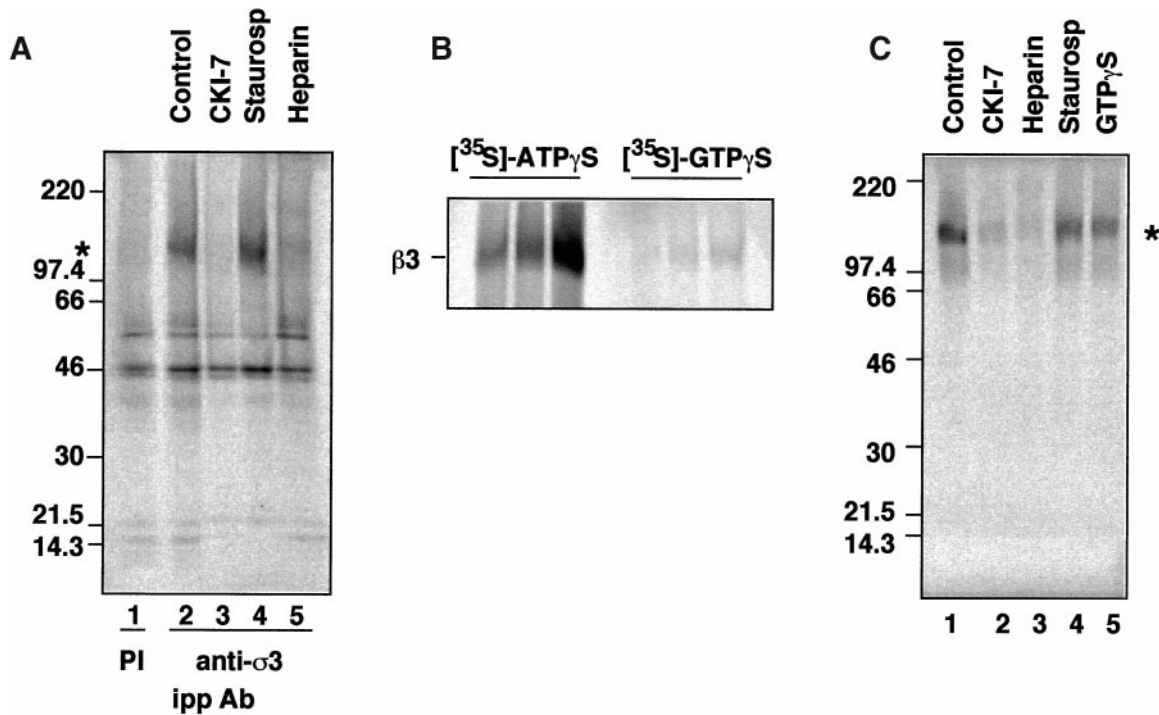 A
Control
CKI-7
Staurosp
Heparin
220
*
97.4
66
46
30
21.5
14.3
1 2 3 4 5
PI anti-σ3
ipp Ab
B
[³⁵S]-ATPγS [³⁵S]-GTPγS
β3
C
Control
CKI-7
Heparin
Staurosp
GTPγS
220
*
97.4
66
46
30
21.5
14.3
1 2 3 4 5